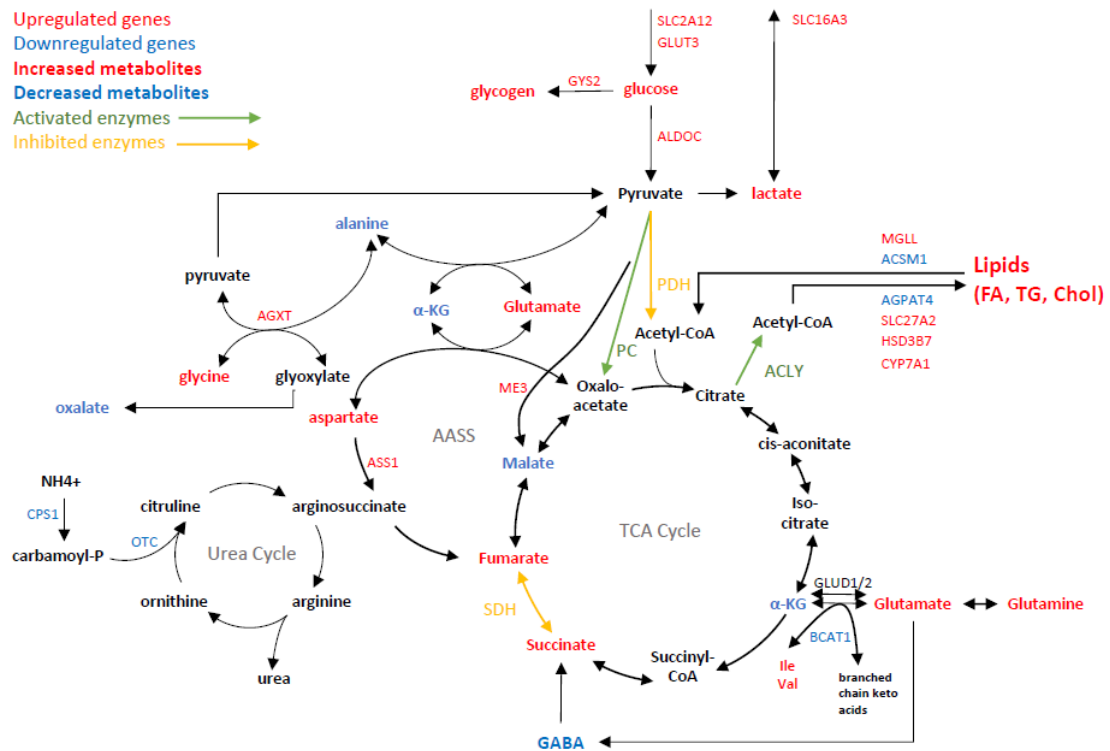 Upregulated genes
Downregulated genes
Increased metabolites
Decreased metabolites
Activated enzymes
Inhibited enzymes
SLC2A12
GLUT3
SLC16A3
glycogen
GYS2
glucose
ALDOC
Pyruvate
lactate
alanine
pyruvate
α-KG
Glutamate
AGXT
glycine
glyoxylate
oxalate
aspartate
PDH
Acetyl-CoA
PC
ME3
Oxalo-
acetate
MGLL
ACSM1
Lipids
(FA, TG, Chol)
Acetyl-CoA
AGPAT4
SLC27A2
HSD3B7
CYP7A1
ACLY
Citrate
AASS
ASS1
Malate
cis-aconitate
NH4+
CPS1
carbamoyl-P
OTC
citruline
arginosuccinate
Urea Cycle
ornithine
arginine
urea
TCA Cycle
Iso-
citrate
Fumarate
SDH
Succinate
Succinyl-
CoA
α-KG
GLUD1/2
Glutamate
Glutamine
BCAT1
Ile
Val
branched
chain keto
acids
GABA